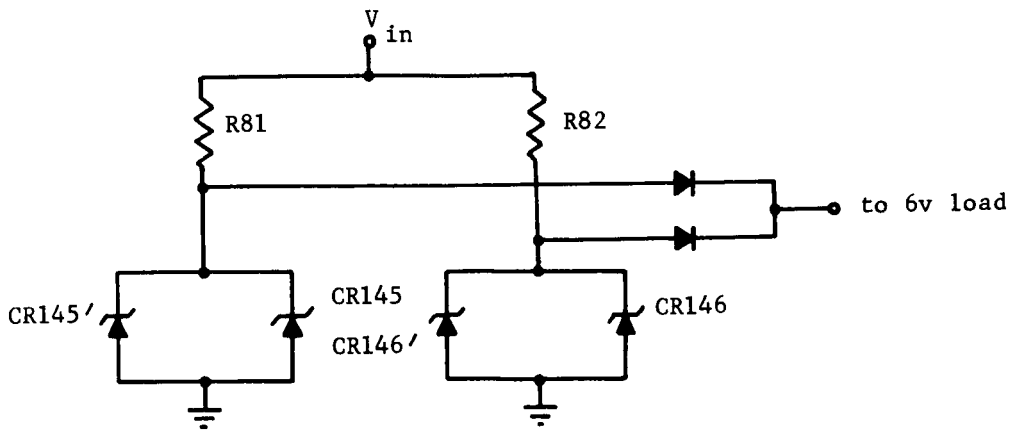 V in
R81
R82
to 6v load
CR145′
CR145
CR146′
CR146